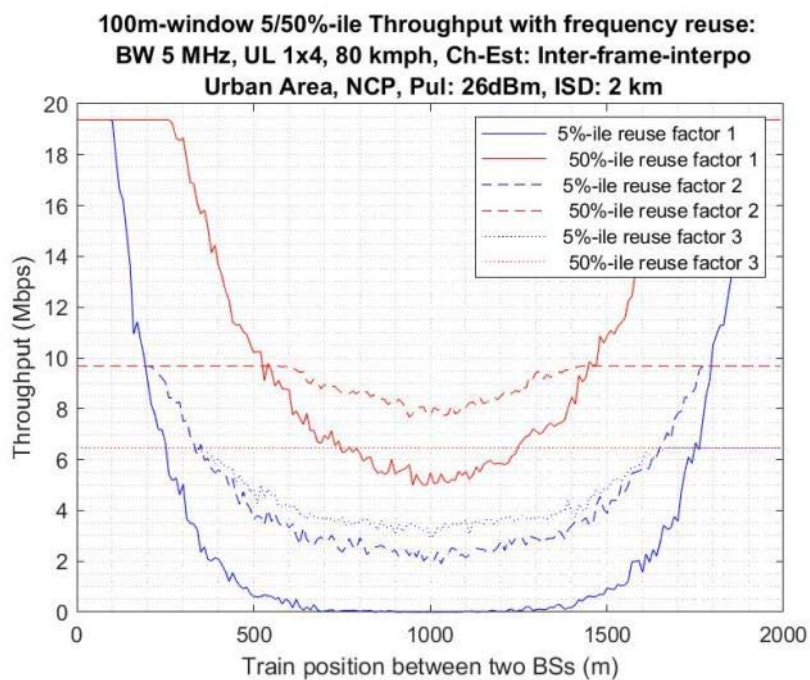 100m-window 5/50%-ile Throughput with frequency reuse:
BW 5 MHz, UL 1x4, 80 kmph, Ch-Est: Inter-frame-interpo
Urban Area, NCP, Pul: 26dBm, ISD: 2 km
20
18
16
14
12
10
8
6
4
2
0
Throughput (Mbps)
5%-ile reuse factor 1
50%-ile reuse factor 1
5%-ile reuse factor 2
50%-ile reuse factor 2
5%-ile reuse factor 3
50%-ile reuse factor 3
0 500 1000 1500 2000
Train position between two BSs (m)